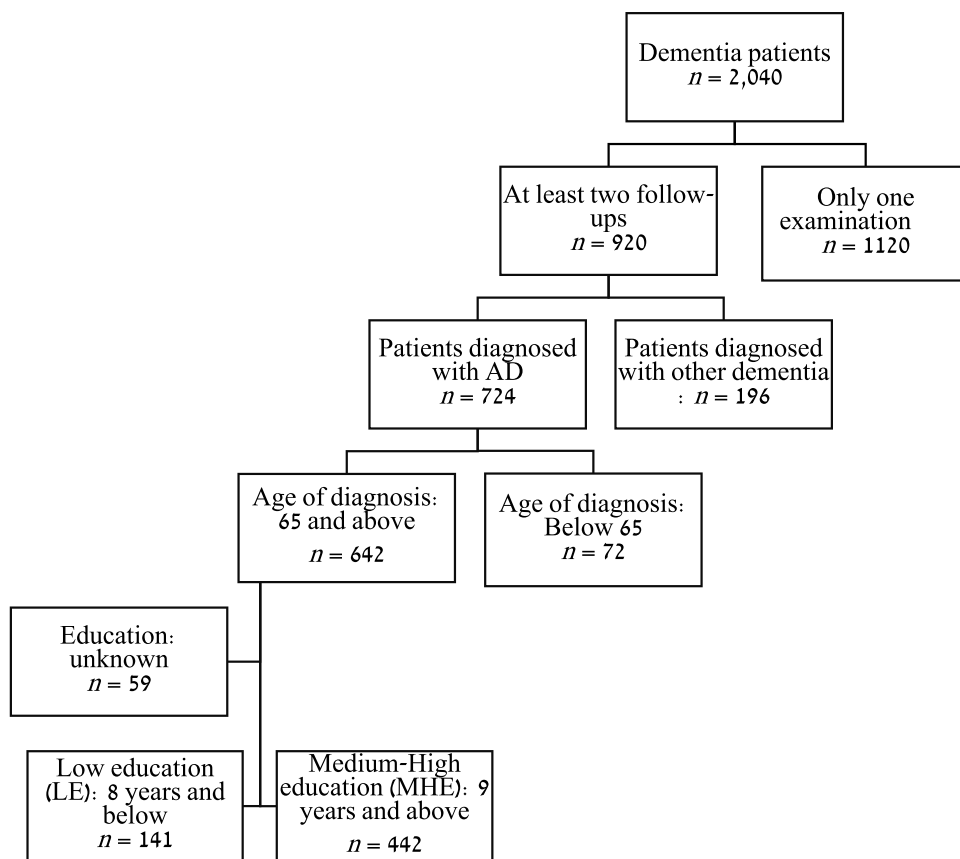 Dementia patients
n = 2,040
At least two follow-
ups
n = 920
Only one
examination
n = 1120
Patients diagnosed
with AD
n = 724
Patients diagnosed
with other dementia
: n = 196
Age of diagnosis:
65 and above
n = 642
Age of diagnosis:
Below 65
n = 72
Education:
unknown
n = 59
Low education
(LE): 8 years and
below
n = 141
Medium-High
education (MHE): 9
years and above
n = 442